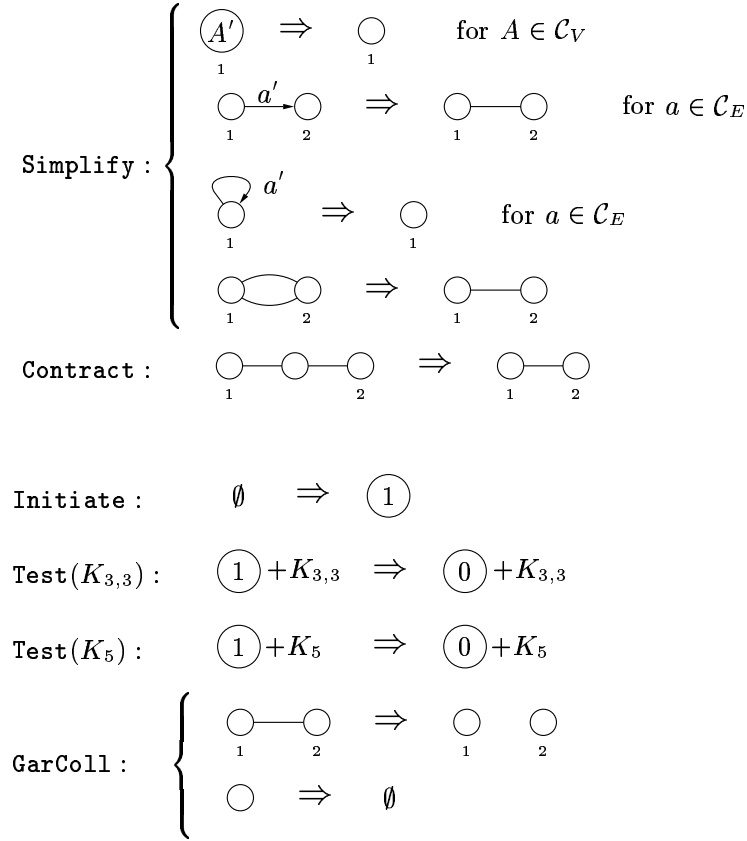 A′ ⇒ for A ∈ C_V
1 1
a′ ⇒ for a ∈ C_E
1 2 1 2
Simplify :
a′ ⇒ for a ∈ C_E
1 1
⇒
1 2 1 2
Contract : ⇒
1 2 1 2
Initiate : ∅ ⇒ 1
Test(K_{3,3}) : 1 +K_{3,3} ⇒ 0 +K_{3,3}
Test(K_5) : 1 +K_5 ⇒ 0 +K_5
⇒
1 2 1 2
GarColl :
⇒ ∅